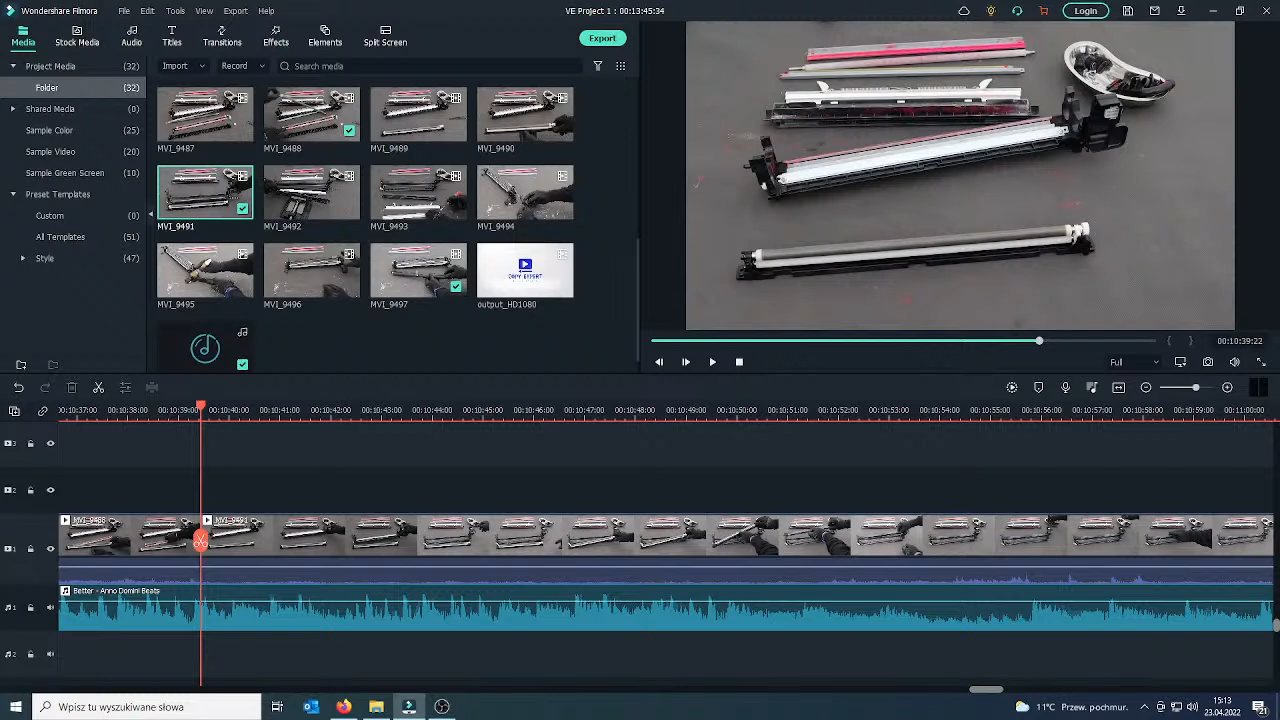 Wondershare Filmora File Edit Tools View Export Help VE Project 1 : 00:13:45:34 Login
Media Stock Media Audio Titles Transitions Effects Elements Split Screen Export
Project Media (32)
Folder (32)
Shared Media (0)
Sample Color (25)
Sample Video (20)
Sample Green Screen (10)
Preset Templates (57)
Custom (0)
All Templates (51)
Style (47)
Import Record Search media
MVI_9487 MVI_9488 MVI_9489 MVI_9490
MVI_9491 MVI_9492 MVI_9493 MVI_9494
COPY EXPERT
MVI_9495 MVI_9496 MVI_9497 output_HD1080
00:10:39:22
Full
00:10:37:00 00:10:38:00 00:10:39:00 00:10:40:00 00:10:41:00 00:10:42:00 00:10:43:00 00:10:44:00 00:10:45:00 00:10:46:00 00:10:47:00 00:10:48:00 00:10:49:00 00:10:50:00 00:10:51:00 00:10:52:00 00:10:53:00 00:10:54:00 00:10:55:00 00:10:56:00 00:10:57:00 00:10:58:00 00:10:59:00 00:11:00:00
3
2
MVI_9488 MVI_9491
1
Better - Anno Domini Beats
1
2
Wpisz tu wyszukiwane słowa
11°C Przew. pochmur.
15:13
23.04.2022